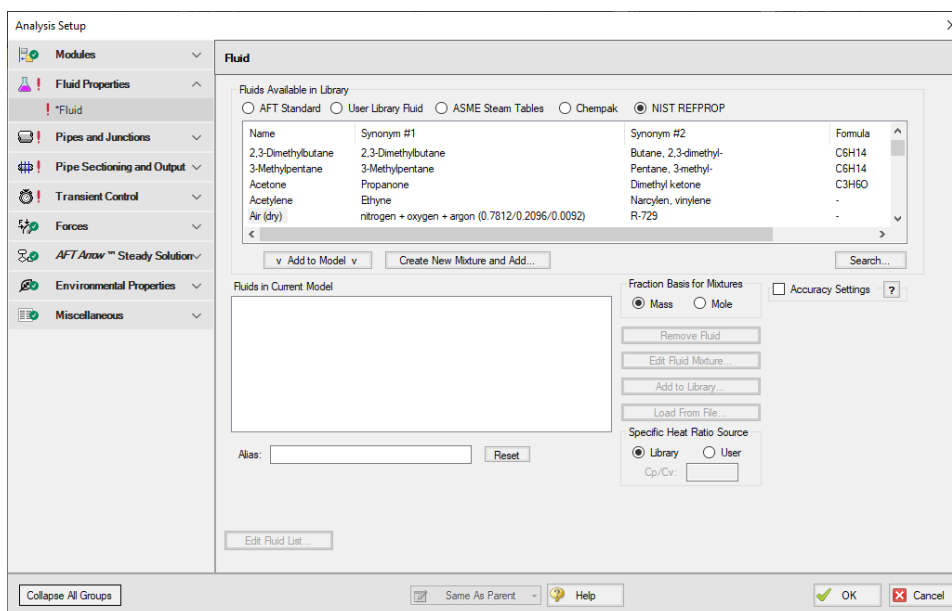 Analysis Setup
Modules
Fluid Properties
*Fluid
Pipes and Junctions
Pipe Sectioning and Output
Transient Control
Forces
AFT Arrow ™ Steady Solution
Environmental Properties
Miscellaneous
Fluid
Fluids Available in Library
AFT Standard User Library Fluid ASME Steam Tables Chempak NIST REFPROP
Name Synonym #1 Synonym #2 Formula
2,3-Dimethylbutane 2,3-Dimethylbutane Butane, 2,3-dimethyl- C6H14
3-Methylpentane 3-Methylpentane Pentane, 3-methyl- C6H14
Acetone Propanone Dimethyl ketone C3H6O
Acetylene Ethyne Narcylen, vinylene -
Air (dry) nitrogen + oxygen + argon (0.7812/0.2096/0.0092) R-729 -
v Add to Model v Create New Mixture and Add... Search...
Fluids in Current Model
Fraction Basis for Mixtures
Mass Mole
Accuracy Settings ?
Remove Fluid
Edit Fluid Mixture...
Add to Library...
Load From File...
Specific Heat Ratio Source
Library User
Cp/Cv:
Alias: Reset
Edit Fluid List...
Collapse All Groups Same As Parent Help OK Cancel